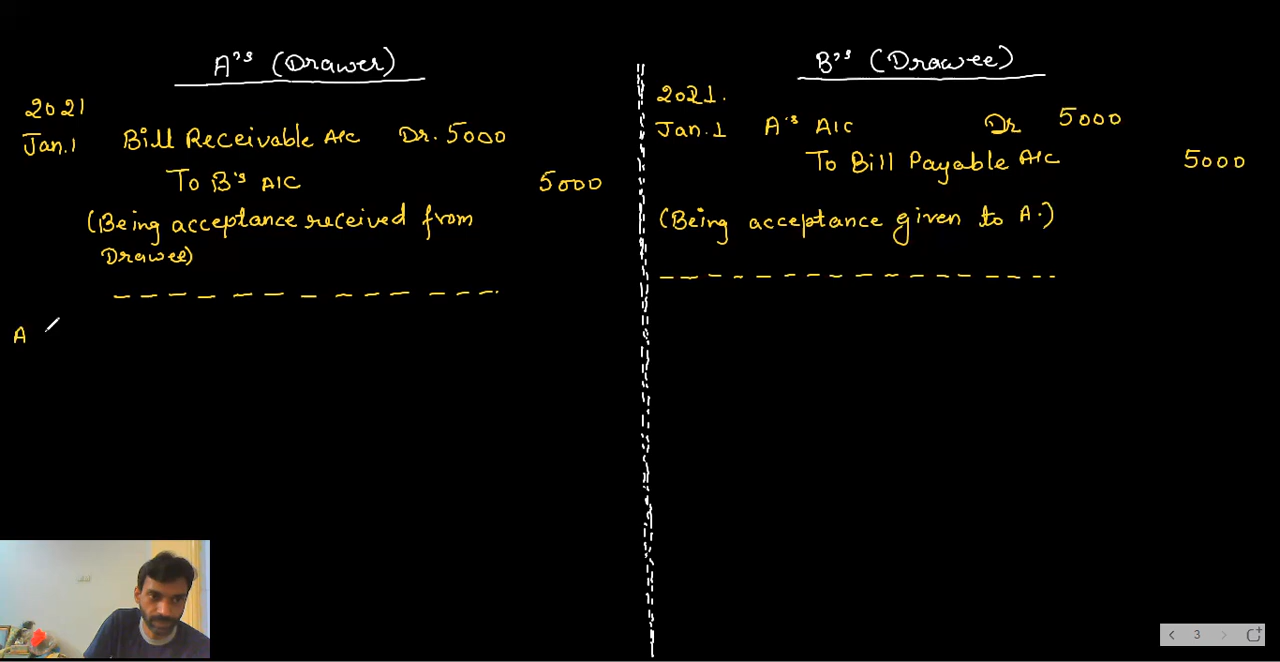 A's (Drawer)
2021
Jan.1 Bill Receivable A/c Dr. 5000
To B's A/C 5000
(Being acceptance received from
Drawee)
A
B's (Drawee)
2021.
Jan.1 A's A/C Dr 5000
To Bill Payable A/c 5000
(Being acceptance given to A.)
3